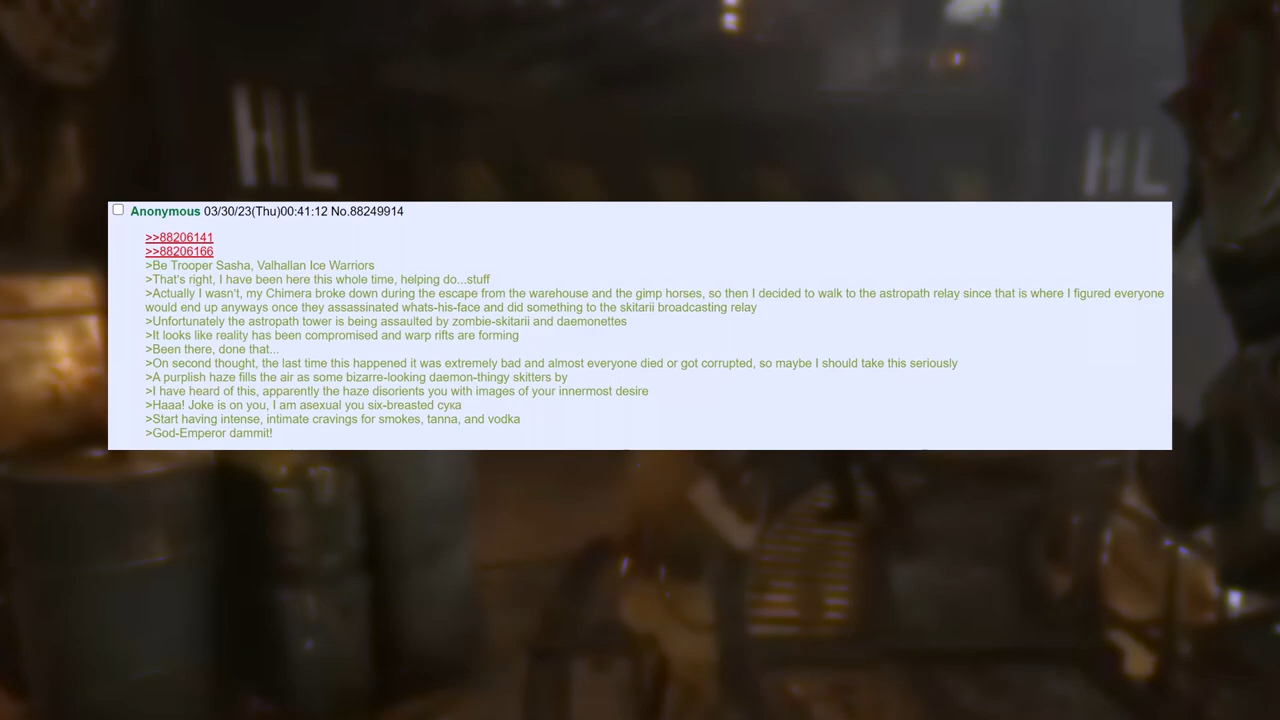 HL
HL
Anonymous 03/30/23(Thu)00:41:12 No.88249914
>>88206141
>>88206166
>Be Trooper Sasha, Valhallan Ice Warriors
>That's right, I have been here this whole time, helping do...stuff
>Actually I wasn't, my Chimera broke down during the escape from the warehouse and the gimp horses, so then I decided to walk to the astropath relay since that is where I figured everyone
would end up anyways once they assassinated whats-his-face and did something to the skitarii broadcasting relay
>Unfortunately the astropath tower is being assaulted by zombie-skitarii and daemonettes
>It looks like reality has been compromised and warp rifts are forming
>Been there, done that...
>On second thought, the last time this happened it was extremely bad and almost everyone died or got corrupted, so maybe I should take this seriously
>A purplish haze fills the air as some bizarre-looking daemon-thingy skitters by
>I have heard of this, apparently the haze disorients you with images of your innermost desire
>Haaa! Joke is on you, I am asexual you six-breasted сука
>Start having intense, intimate cravings for smokes, tanna, and vodka
>God-Emperor dammit!